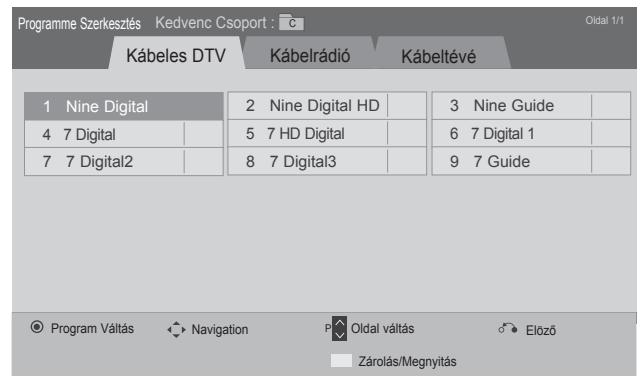 Programme Szerkesztés Kedvenc Csoport : C Oldal 1/1
Kábeles DTV Kábelrádió Kábeltévé
1 Nine Digital 2 Nine Digital HD 3 Nine Guide
4 7 Digital 5 7 HD Digital 6 7 Digital 1
7 7 Digital2 8 7 Digital3 9 7 Guide
Program Váltás Navigation P Oldal váltás Elözö
Zárolás/Megnyitás